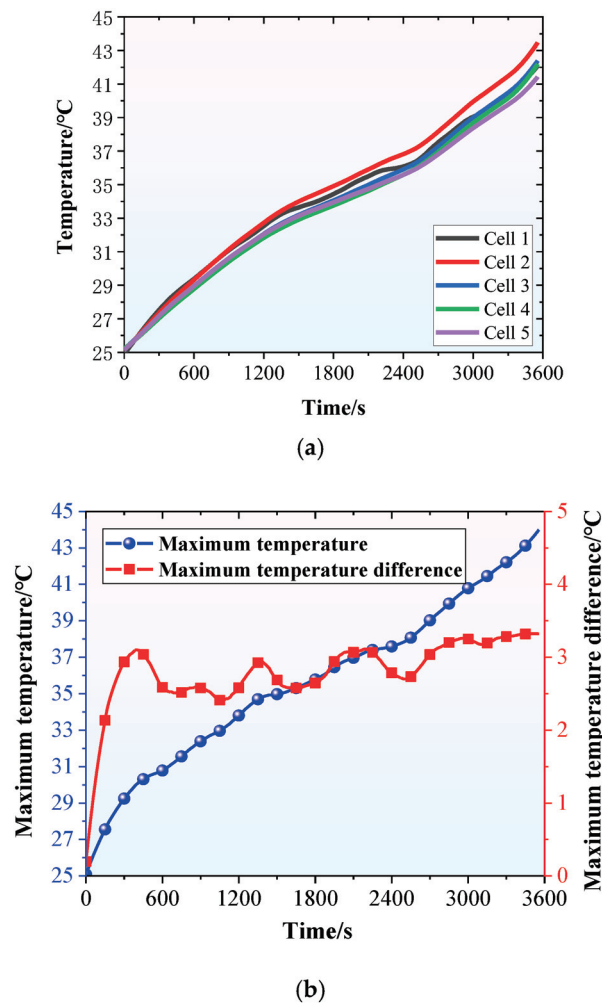 45
43
41
39
37
35
33
31
29
27
25
Temperature/°C
Cell 1
Cell 2
Cell 3
Cell 4
Cell 5
0 600 1200 1800 2400 3000 3600
Time/s
(a)
45
43
41
39
37
35
33
31
29
27
25
Maximum temperature/°C
Maximum temperature
Maximum temperature difference
5
4
3
2
1
0
Maximum temperature difference/°C
0 600 1200 1800 2400 3000 3600
Time/s
(b)